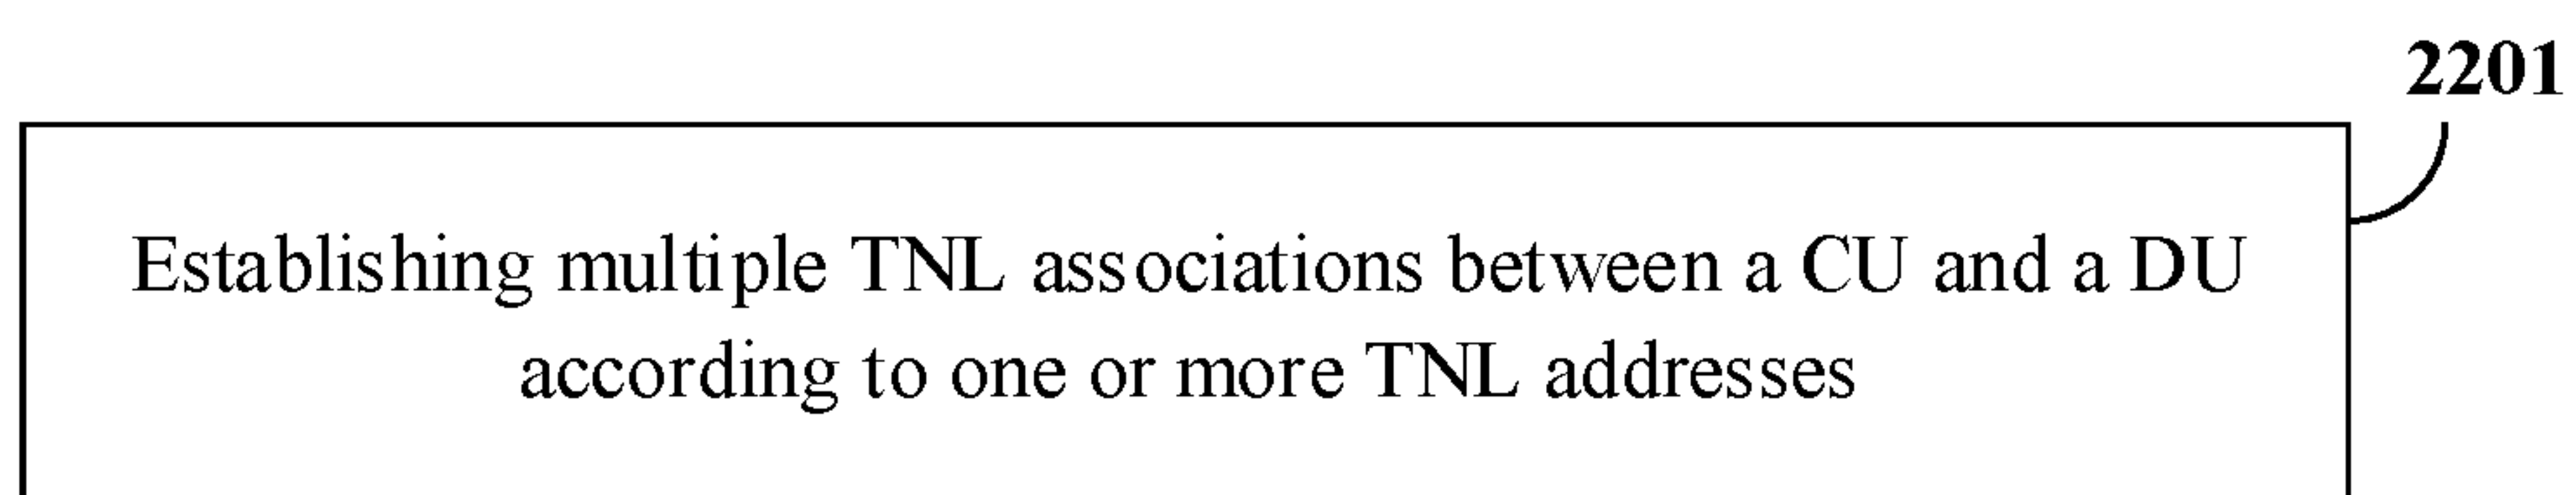 2201
Establishing multiple TNL associations between a CU and a DU
according to one or more TNL addresses